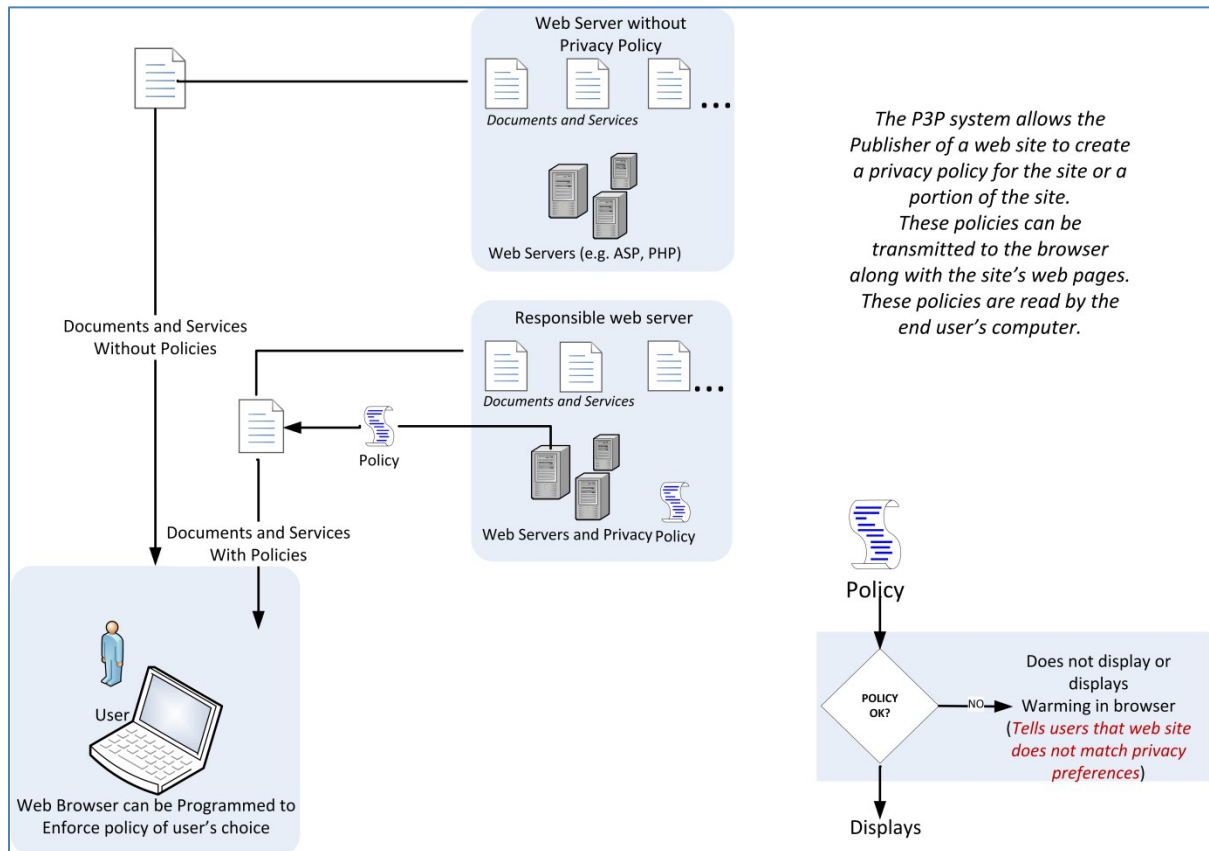 Web Server without
Privacy Policy
Documents and Services
Web Servers (e.g. ASP, PHP)
The P3P system allows the
Publisher of a web site to create
a privacy policy for the site or a
portion of the site.
These policies can be
transmitted to the browser
along with the site's web pages.
These policies are read by the
end user's computer.
Documents and Services
Without Policies
Responsible web server
Documents and Services
Policy
Web Servers and Privacy Policy
Documents and Services
With Policies
User
Web Browser can be Programmed to
Enforce policy of user's choice
Policy
POLICY
OK?
NO
Does not display or
displays
Warming in browser
(Tells users that web site
does not match privacy
preferences)
Displays